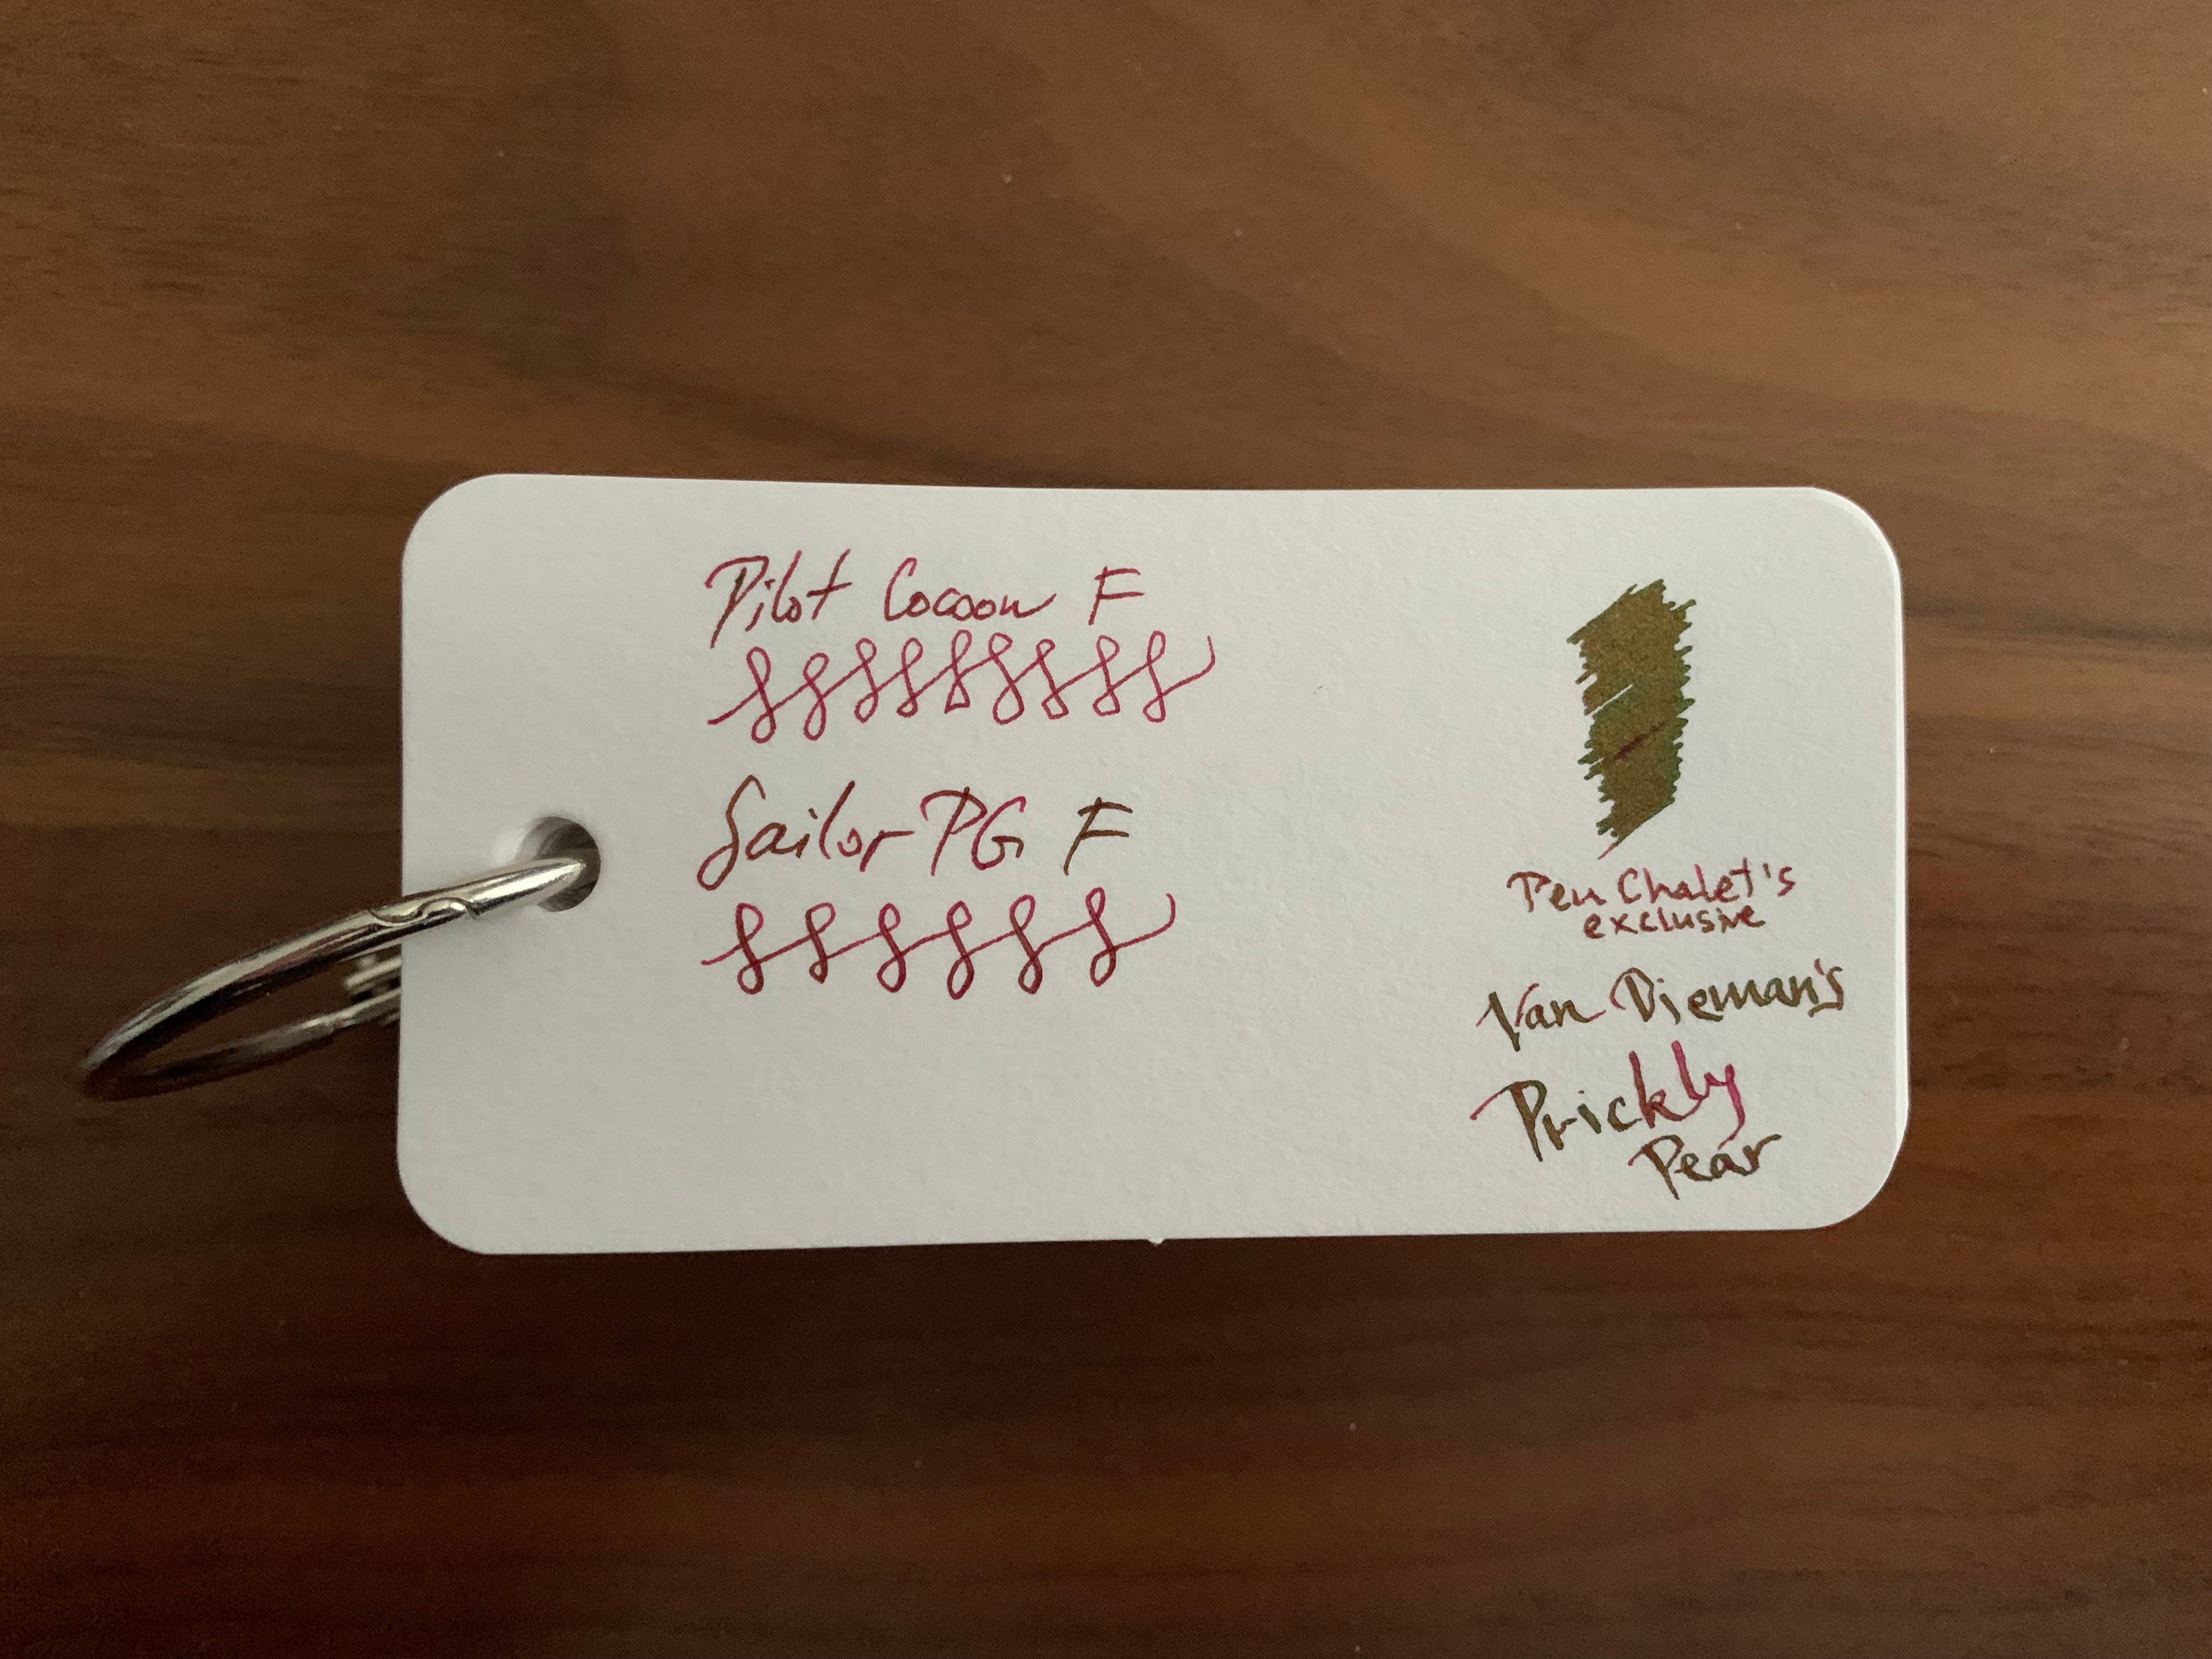 Pilot Cocoon F
Sailor PG F
Pen Chalet's
exclusive
Van Dieman's
Prickly
Pear